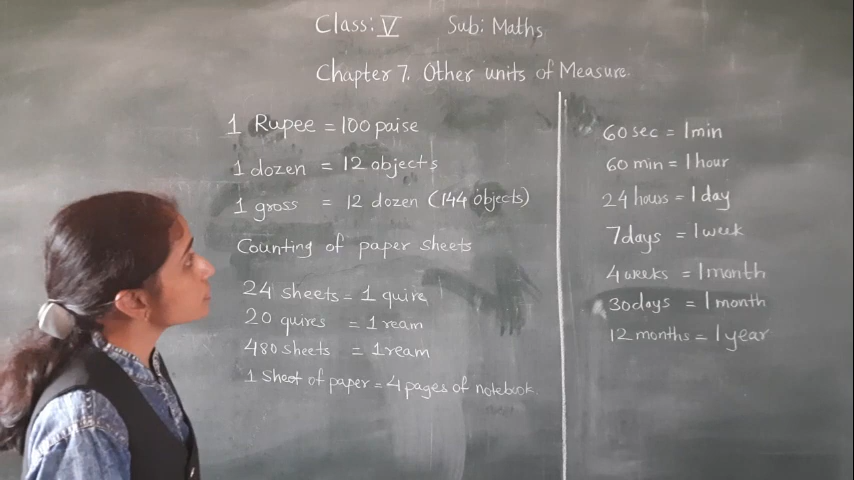 Class: V Sub: Maths
Chapter 7. Other units of Measure.
1 Rupee = 100 paise
1 dozen = 12 objects
1 gross = 12 dozen (144 objects)
Counting of paper sheets
24 sheets = 1 quire
20 quires = 1 ream
480 sheets = 1 ream
1 Sheet of paper = 4 pages of notebook.
60 sec = 1 min
60 min = 1 hour
24 hours = 1 day
7 days = 1 week
4 weeks = 1 month
30 days = 1 month
12 months = 1 year